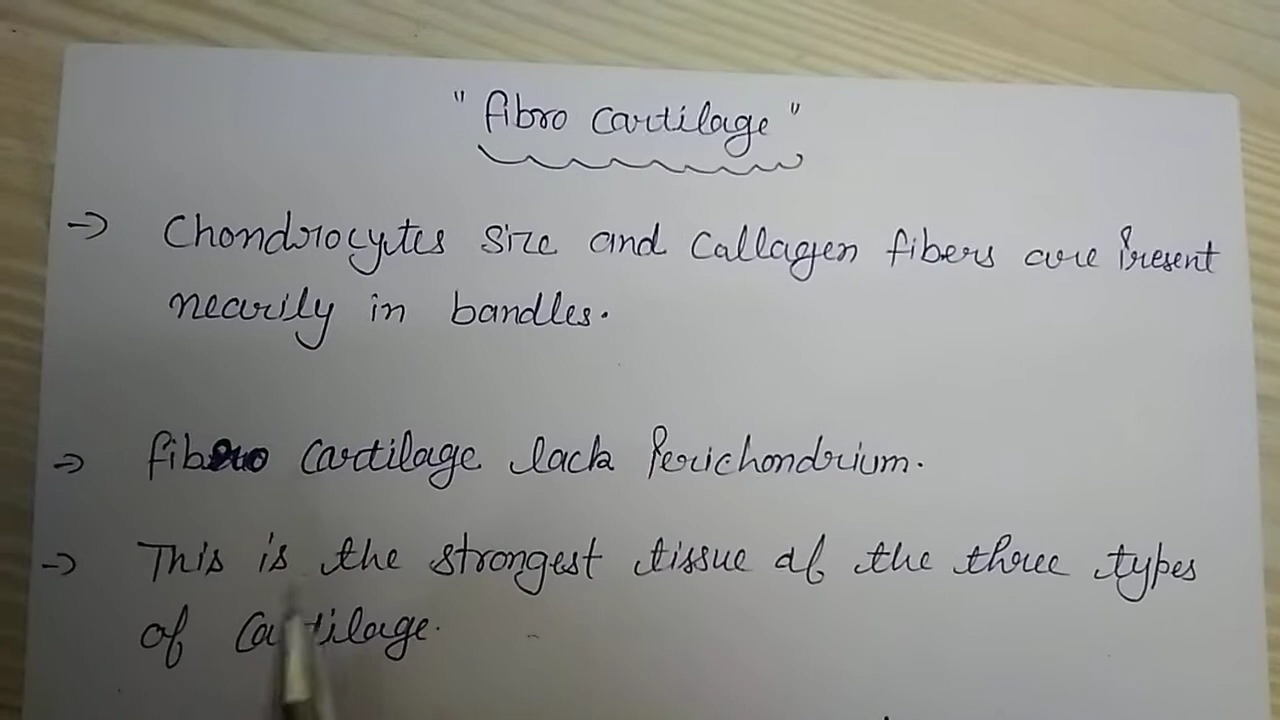 "fibro cartilage"
→ Chondrocytes size and Callagen fibers are Present
nearily in bandles.
→ fibro cartilage lack Perichondrium.
→ This is the strongest tissue of the three types
of Cartilage.